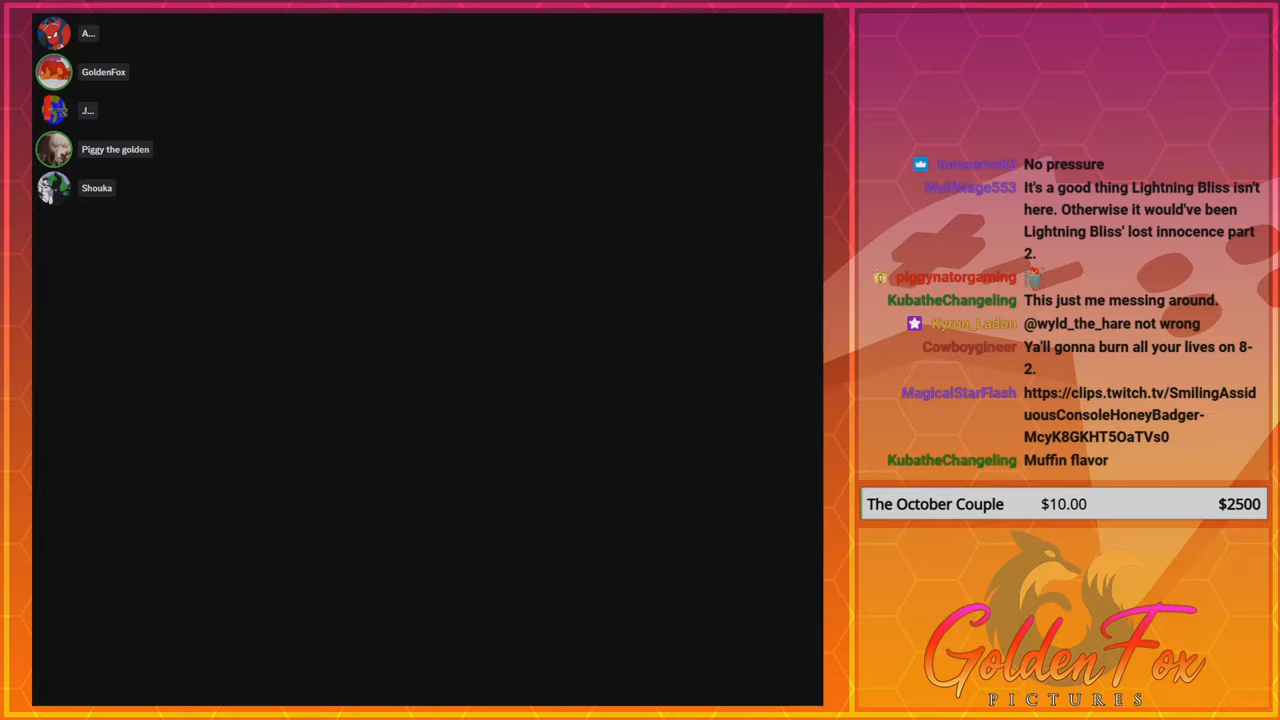 A...
GoldenFox
J...
Piggy the golden
Shouka
No pressure
WulfMage553 It's a good thing Lightning Bliss isn't
here. Otherwise it would've been
Lightning Bliss' lost innocence part
2.
piggynatorgaming
KubatheChangeling This just me messing around.
Kyron_Ladon @wyld_the_hare not wrong
Cowboygineer Ya'll gonna burn all your lives on 8-
2.
MagicalStarFlash https://clips.twitch.tv/SmilingAssid
uousConsoleHoneyBadger-
McyK8GKHT5OaTVs0
KubatheChangeling Muffin flavor
The October Couple $10.00 $2500
GoldenFox
PICTURES